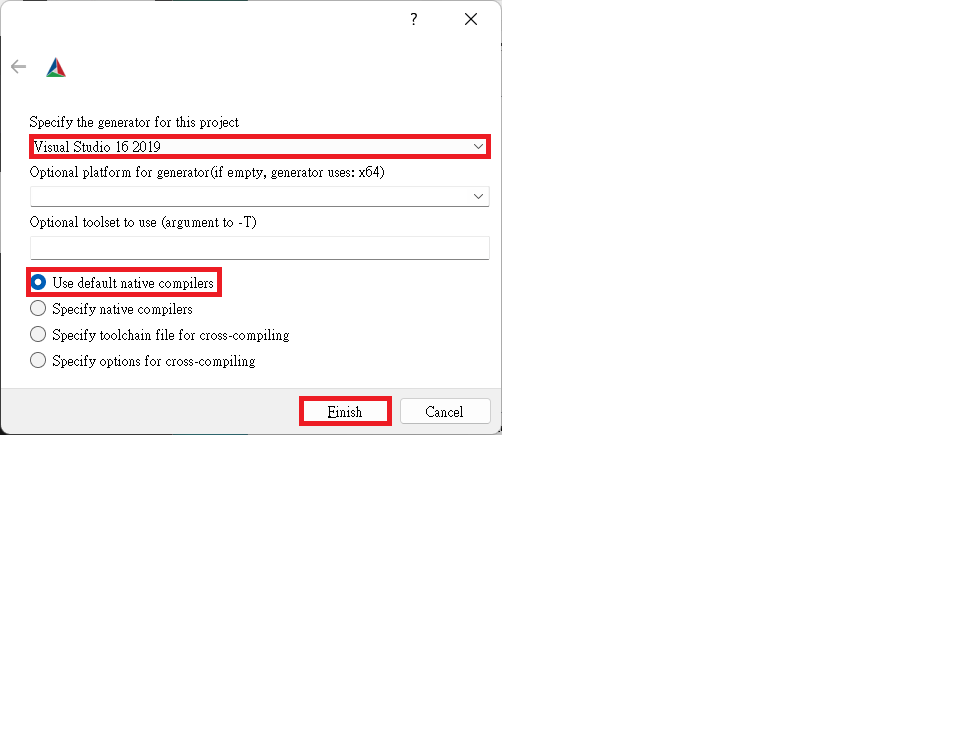 ?
Specify the generator for this project
Visual Studio 16 2019
Optional platform for generator(if empty, generator uses: x64)
Optional toolset to use (argument to -T)
Use default native compilers
Specify native compilers
Specify toolchain file for cross-compiling
Specify options for cross-compiling
Finish Cancel